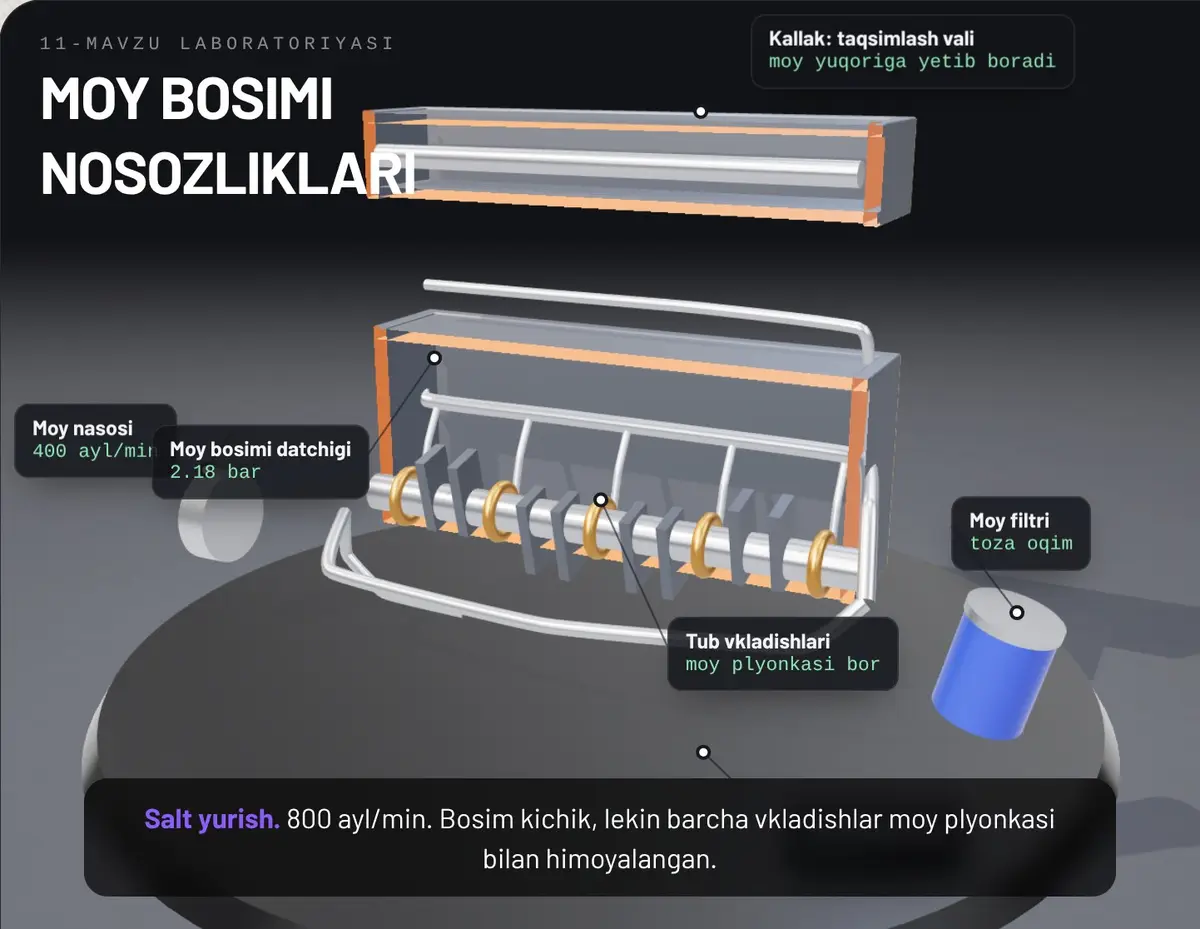 11-MAVZU LABORATORIYASI
MOY BOSIMI
NOSOZLIKLARI
Kallak: taqsimlash vali
moy yuqoriga yetib boradi
Moy nasosi
400 ayl/min
Moy bosimi datchigi
2.18 bar
Moy filtri
toza oqim
Tub vkladishlari
moy plyonkasi bor
Salt yurish. 800 ayl/min. Bosim kichik, lekin barcha vkladishlar moy plyonkasi
bilan himoyalangan.